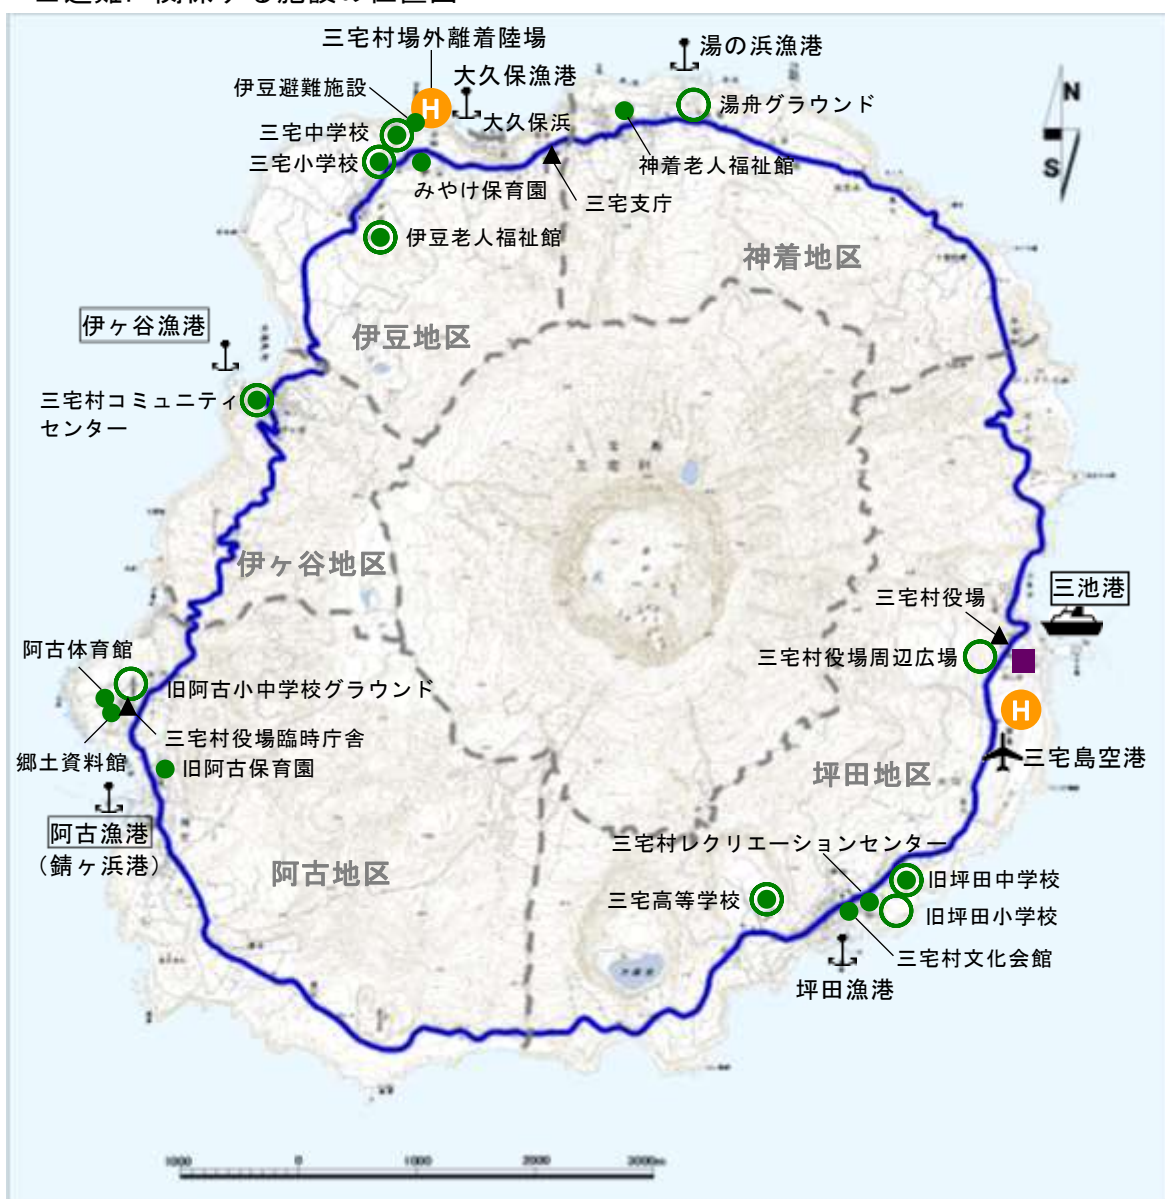 三宅村場外離着陸場
湯の浜漁港
大久保漁港
伊豆避難施設
H
湯舟グラウンド
三宅中学校
大久保浜
N
三宅小学校
神着老人福祉館
S
みやけ保育園
三宅支庁
伊豆老人福祉館
神着地区
伊ヶ谷漁港
伊豆地区
三宅村コミュニティ
センター
伊ヶ谷地区
三池港
三宅村役場
阿古体育館
三宅村役場周辺広場
旧阿古小中学校グラウンド
H
三宅村役場臨時庁舎
郷土資料館
旧阿古保育園
三宅島空港
坪田地区
阿古漁港
(錆ヶ浜港)
三宅村レクリエーションセンター
阿古地区
旧坪田中学校
三宅高等学校
旧坪田小学校
三宅村文化会館
坪田漁港
1000 0 1000 2000 3000m